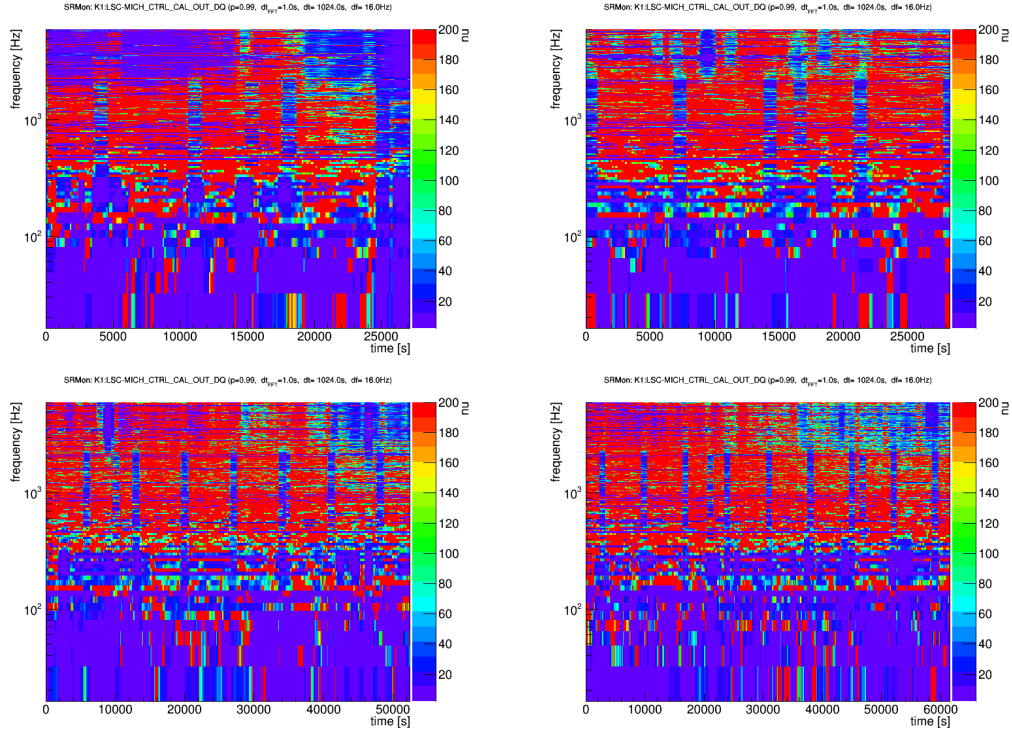 SRMon: K1:LSC-MICH_CTRL_CAL_OUT_DQ (p=0.99, dt_FFT=1.0s, dt= 1024.0s, df= 16.0Hz)
frequency [Hz]
10³
10²
0 5000 10000 15000 20000 25000
time [s]
200
180
160
140
120
100
80
60
40
20
nu
SRMon: K1:LSC-MICH_CTRL_CAL_OUT_DQ (p=0.99, dt_FFT=1.0s, dt= 1024.0s, df= 16.0Hz)
frequency [Hz]
10³
10²
0 5000 10000 15000 20000 25000
time [s]
200
180
160
140
120
100
80
60
40
20
nu
SRMon: K1:LSC-MICH_CTRL_CAL_OUT_DQ (p=0.99, dt_FFT=1.0s, dt= 1024.0s, df= 16.0Hz)
frequency [Hz]
10³
10²
0 10000 20000 30000 40000 50000
time [s]
200
180
160
140
120
100
80
60
40
20
nu
SRMon: K1:LSC-MICH_CTRL_CAL_OUT_DQ (p=0.99, dt_FFT=1.0s, dt= 1024.0s, df= 16.0Hz)
frequency [Hz]
10³
10²
0 10000 20000 30000 40000 50000 60000
time [s]
200
180
160
140
120
100
80
60
40
20
nu